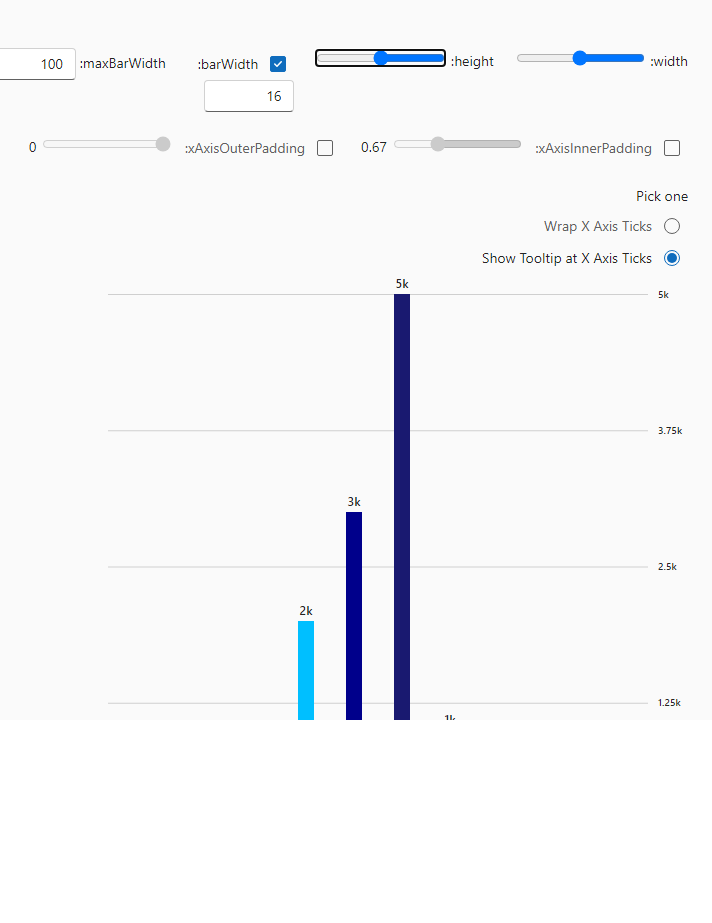 width:
height:
barWidth:
16
maxBarWidth:
100
xAxisInnerPadding:
0.67
xAxisOuterPadding:
0
Pick one
Wrap X Axis Ticks
Show Tooltip at X Axis Ticks
5k
5k
3.75k
3k
2.5k
2k
1.25k
1k